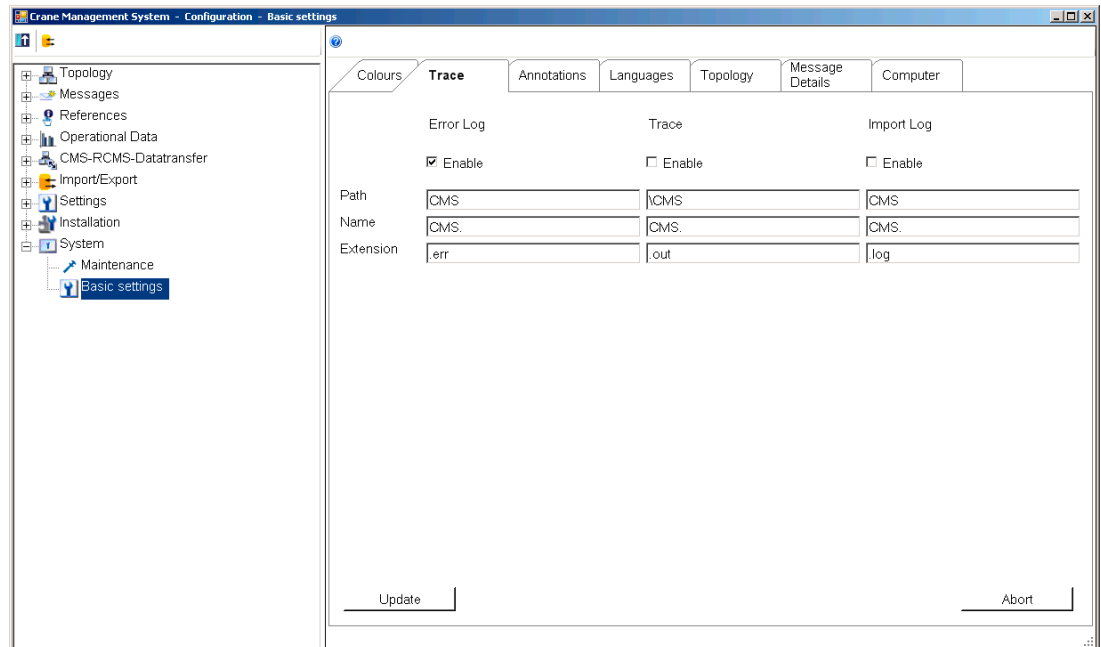 Crane Management System - Configuration - Basic settings
Topology
Messages
References
Operational Data
CMS-RCMS-Datatransfer
Import/Export
Settings
Installation
System
Maintenance
Basic settings
Colours Trace Annotations Languages Topology Message Details Computer
Error Log Trace Import Log
Enable Enable Enable
Path CMS \CMS CMS
Name CMS. CMS. CMS.
Extension .err .out .log
Update Abort